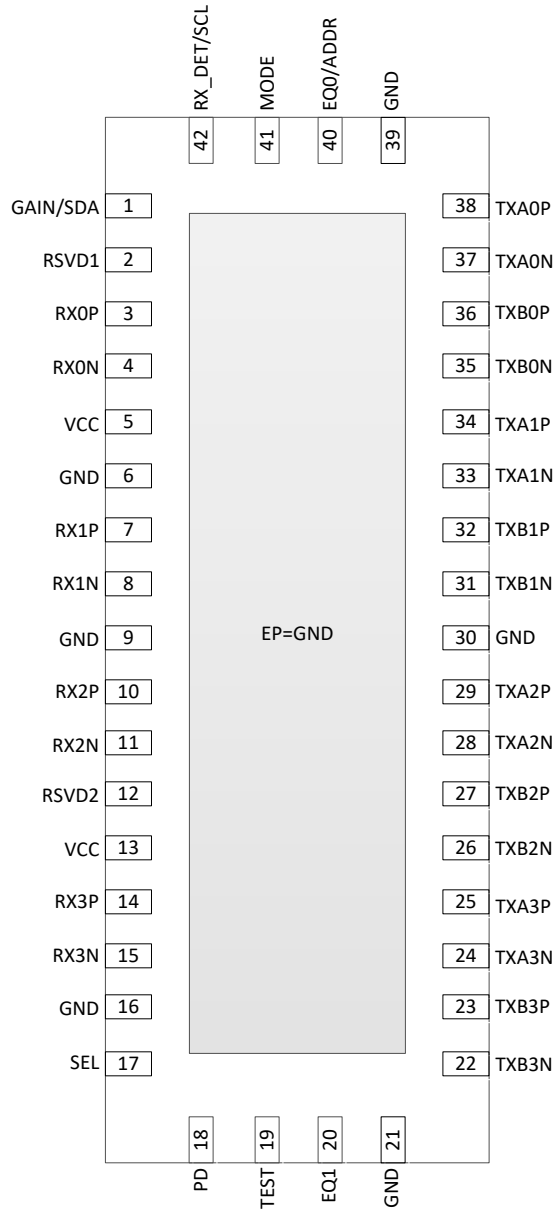 RX_DET/SCL
MODE
EQ0/ADDR
GND
42
41
40
39
GAIN/SDA 1
RSVD1 2
RX0P 3
RX0N 4
VCC 5
GND 6
RX1P 7
RX1N 8
GND 9
RX2P 10
RX2N 11
RSVD2 12
VCC 13
RX3P 14
RX3N 15
GND 16
SEL 17
EP=GND
38 TXA0P
37 TXA0N
36 TXB0P
35 TXB0N
34 TXA1P
33 TXA1N
32 TXB1P
31 TXB1N
30 GND
29 TXA2P
28 TXA2N
27 TXB2P
26 TXB2N
25 TXA3P
24 TXA3N
23 TXB3P
22 TXB3N
18
19
20
21
PD
TEST
EQ1
GND